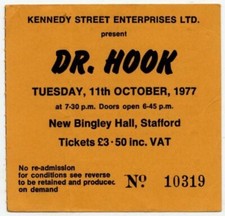 KENNEDY STREET ENTERPRISES LTD.
present
DR. HOOK
TUESDAY, 11th OCTOBER, 1977
at 7-30 p.m. Doors open 6-45 p.m.
New Bingley Hall, Stafford
Tickets £3·50 inc. VAT
No re-admission
for conditions see reverse
to be retained and produced
on demand
No. 10319